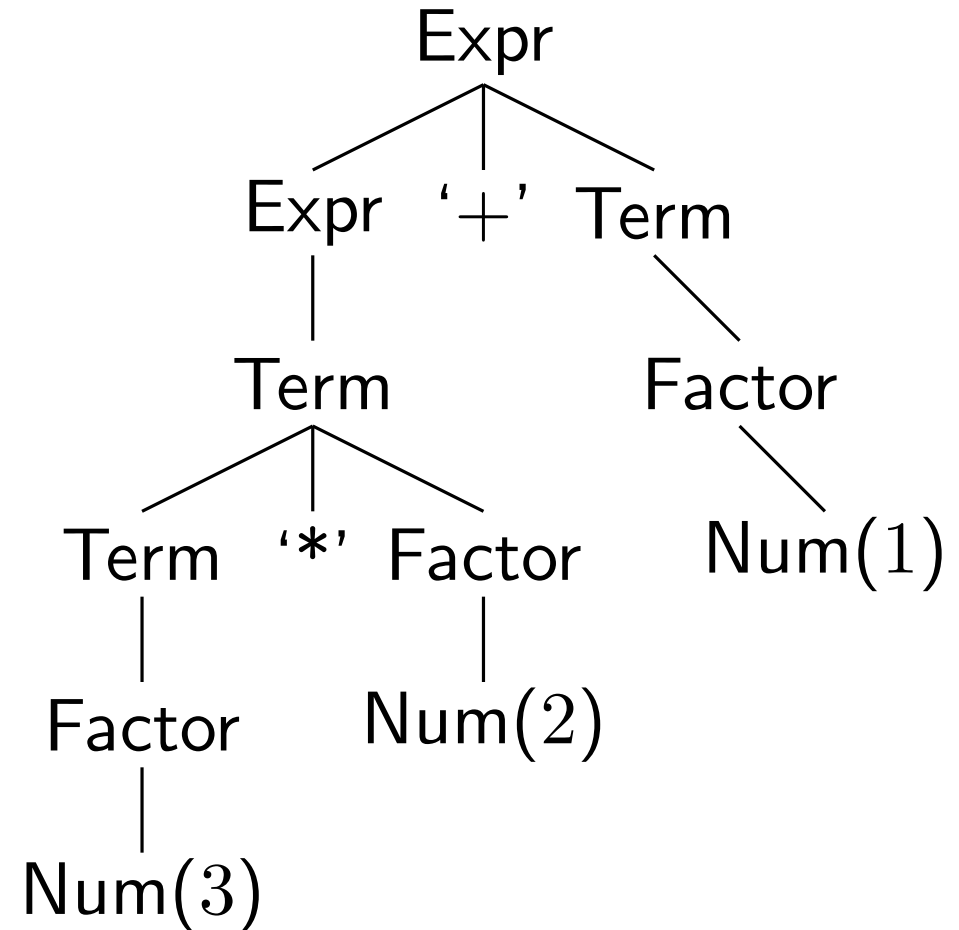 Expr
Expr ‘+’ Term
Term Factor
Term ‘*’ Factor Num(1)
Factor Num(2)
Num(3)